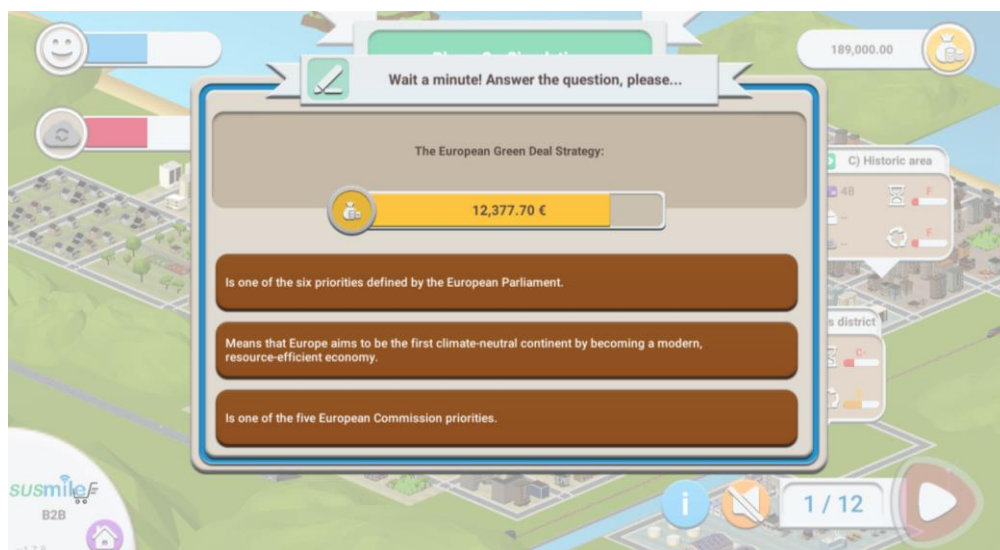 189,000.00
Wait a minute! Answer the question, please...
The European Green Deal Strategy:
12,377.70 €
Is one of the six priorities defined by the European Parliament.
Means that Europe aims to be the first climate-neutral continent by becoming a modern,
resource-efficient economy.
Is one of the five European Commission priorities.
C) Historic area
48
F
--
F
--
s district
C-
susmile
B2B
i
1 / 12